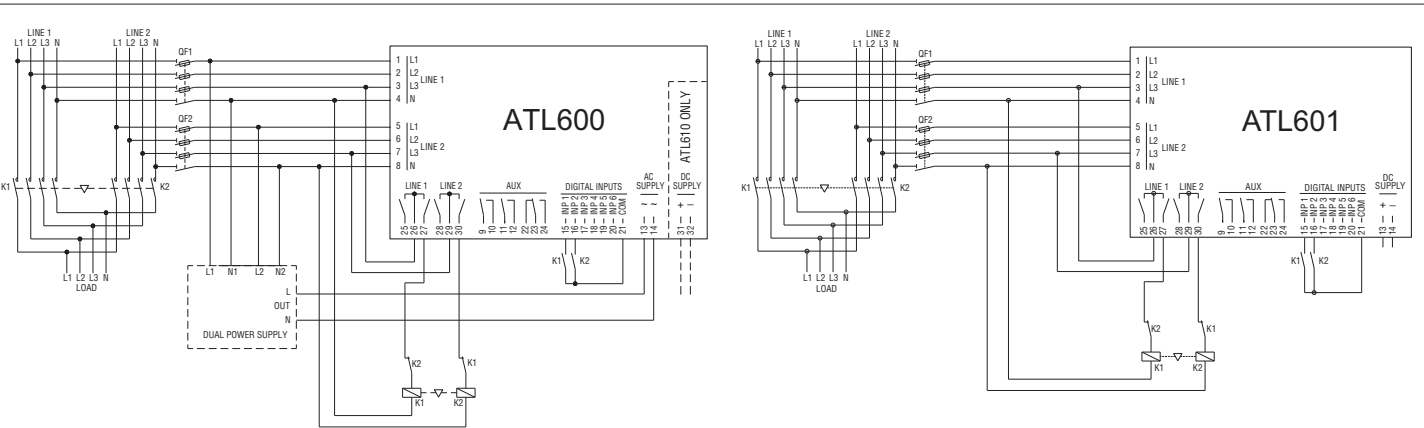 LINE 1 LINE 2
L1 L2 L3 N L1 L2 L3 N
QF1
1 L1
2 L2
3 L3 LINE 1
4 N
QF2
5 L1
6 L2
7 L3 LINE 2
8 N
ATL600
ATL610 ONLY
K1 K2
LINE 1 LINE 2 AUX DIGITAL INPUTS AC SUPPLY DC SUPPLY
INP 1 INP 2 INP 3 INP 4 INP 5 INP 6 COM ~ ~ + –
25 26 27 28 29 30 9 10 11 12 22 23 24 15 16 17 18 19 20 21 13 14 31 32
K1 K2
L1 L2 L3 N
LOAD
L1 N1 L2 N2
L
OUT
N
DUAL POWER SUPPLY
K2 K1
K1 K2
LINE 1 LINE 2
L1 L2 L3 N L1 L2 L3 N
QF1
1 L1
2 L2
3 L3 LINE 1
4 N
QF2
5 L1
6 L2
7 L3 LINE 2
8 N
ATL601
K1 K2
LINE 1 LINE 2 AUX DIGITAL INPUTS DC SUPPLY
INP 1 INP 2 INP 3 INP 4 INP 5 INP 6 COM + –
25 26 27 28 29 30 9 10 11 12 22 23 24 15 16 17 18 19 20 21 13 14
K1 K2
L1 L2 L3 N
LOAD
K2 K1
K1 K2